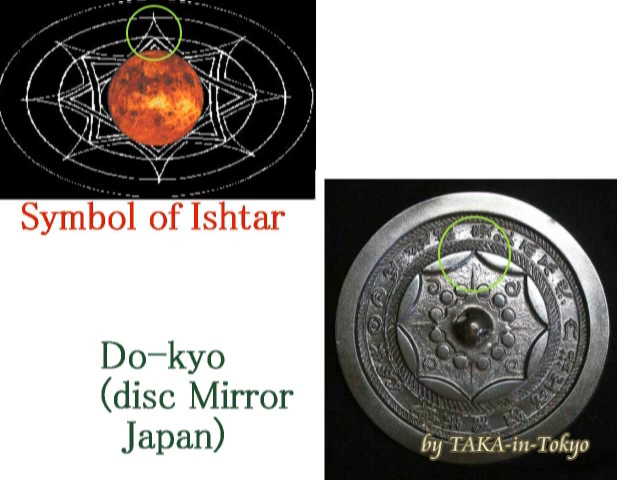 Symbol of Ishtar
Do-kyo
(disc Mirror
Japan)
by TAKA-in-Tokyo